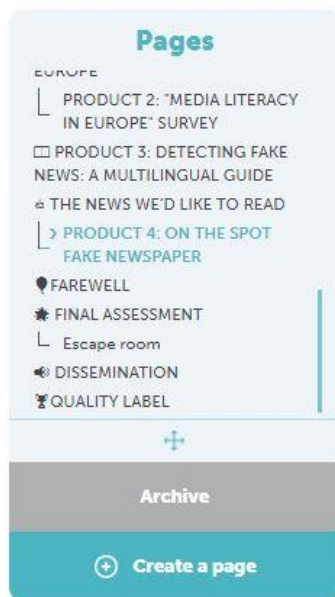 Pages
EUROPE
PRODUCT 2: "MEDIA LITERACY
IN EUROPE" SURVEY
PRODUCT 3: DETECTING FAKE
NEWS: A MULTILINGUAL GUIDE
THE NEWS WE'D LIKE TO READ
PRODUCT 4: ON THE SPOT
FAKE NEWSPAPER
FAREWELL
FINAL ASSESSMENT
Escape room
DISSEMINATION
QUALITY LABEL
Archive
Create a page